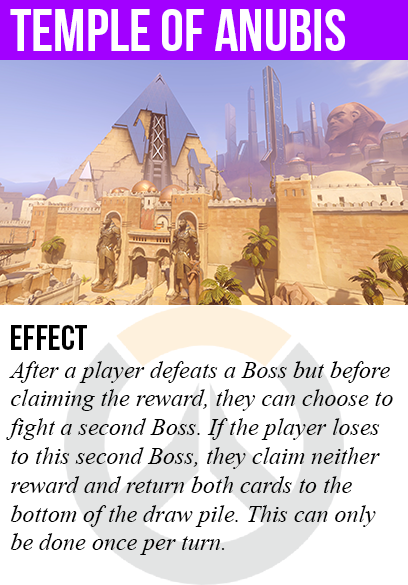 TEMPLE OF ANUBIS
EFFECT
After a player defeats a Boss but before
claiming the reward, they can choose to
fight a second Boss. If the player loses
to this second Boss, they claim neither
reward and return both cards to the
bottom of the draw pile. This can only
be done once per turn.